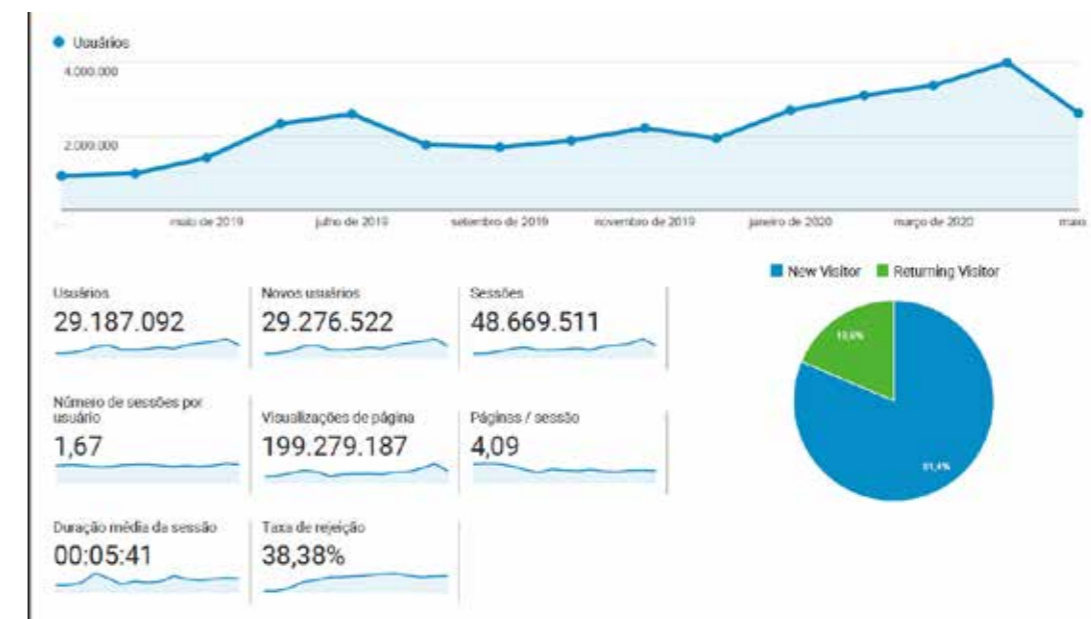 Usuários
4.000.000
2.000.000
maio de 2019
julho de 2019
setembro de 2019
novembro de 2019
janeiro de 2020
março de 2020
maio
New Visitor
Returning Visitor
Usuários
29.187.092
Novos usuários
29.276.522
Sessões
48.669.511
Número de sessões por
usuário
1,67
Visualizações de página
199.279.187
Páginas / sessão
4,09
81,4%
Duração média da sessão
00:05:41
Taxa de rejeição
38,38%